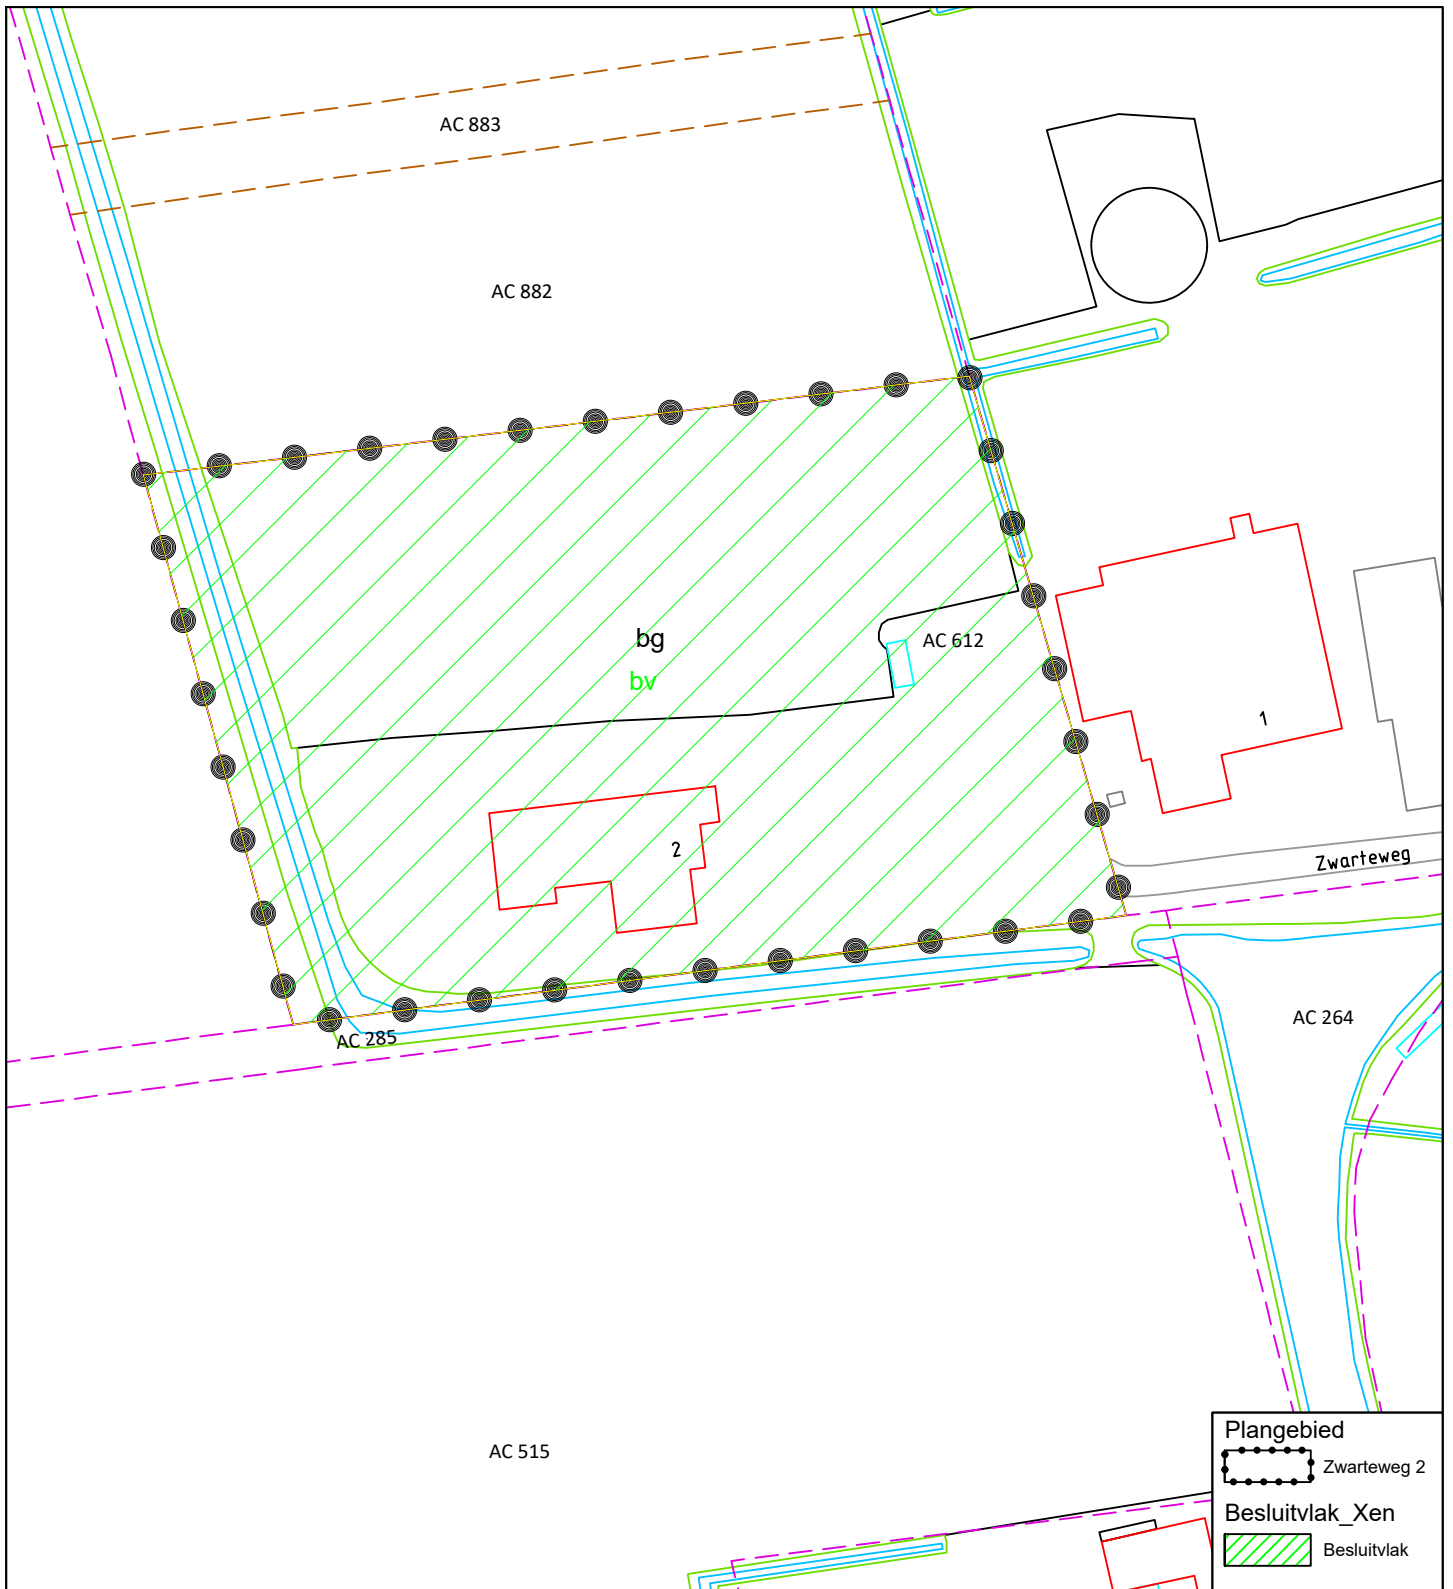 AC 883
AC 882
bg
AC 612
bv
1
2
Zwarteweg
AC 264
AC 285
AC 515
Plangebied
Zwarteweg 2
Besluitvlak_Xen
Besluitvlak